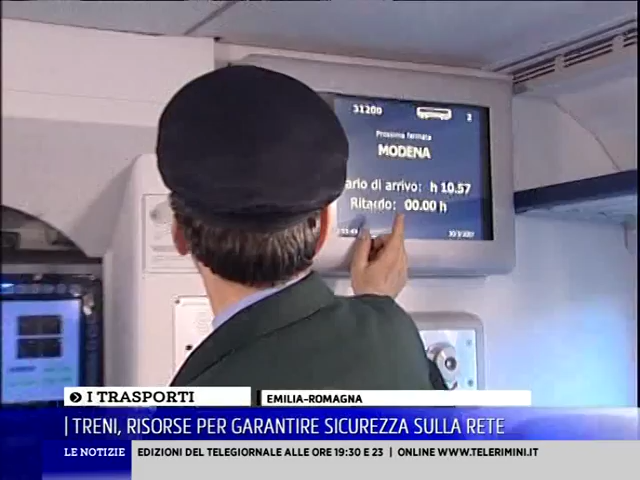 31200 2
Prossima fermata
MODENA
ario di arrivo: h 10.57
Ritardo: 00.00 h
I TRASPORTI
EMILIA-ROMAGNA
TRENI, RISORSE PER GARANTIRE SICUREZZA SULLA RETE
LE NOTIZIE EDIZIONI DEL TELEGIORNALE ALLE ORE 19:30 E 23 | ONLINE WWW.TELERIMINI.IT